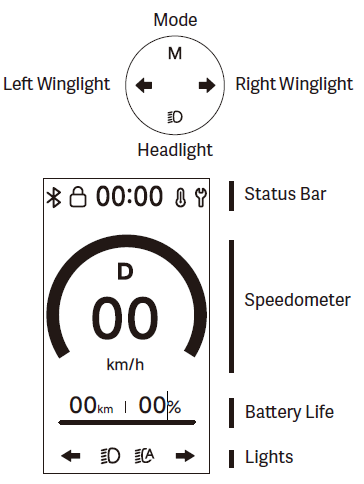 Mode
M
Left Winglight
Right Winglight
Headlight
00:00
Status Bar
D
00
km/h
Speedometer
00km | 00%
Battery Life
A
Lights